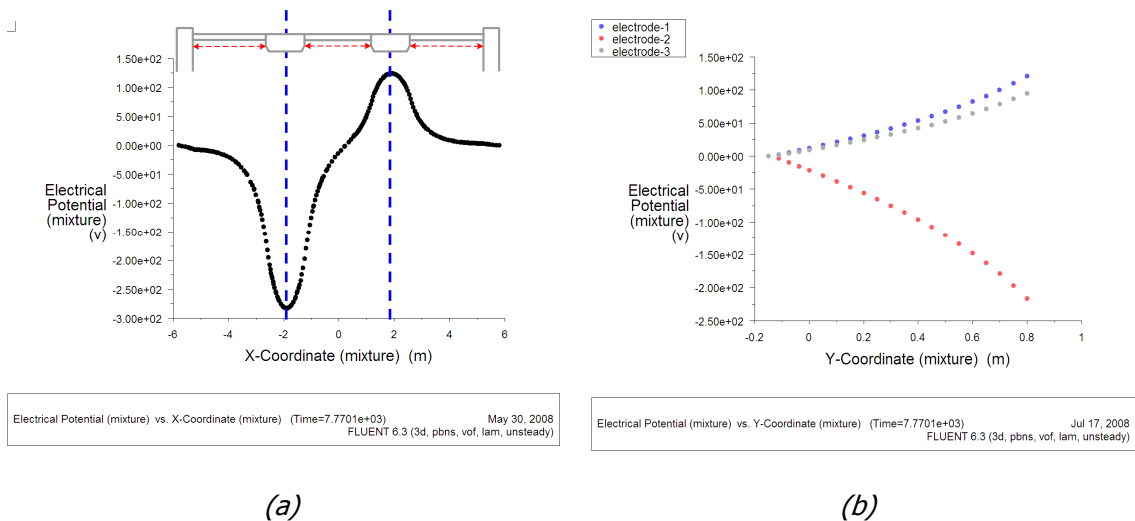 1.50e+02
1.00e+02
5.00e+01
0.00e+00
-5.00e+01
-1.00e+02
-1.50e+02
-2.00e+02
-2.50e+02
-3.00e+02
Electrical
Potential
(mixture)
(v)
-6 -4 -2 0 2 4 6
X-Coordinate (mixture) (m)
Electrical Potential (mixture) vs. X-Coordinate (mixture) (Time=7.7701e+03) May 30, 2008
FLUENT 6.3 (3d, pbns, vof, lam, unsteady)
(a)
electrode-1
electrode-2
electrode-3
1.50e+02
1.00e+02
5.00e+01
0.00e+00
-5.00e+01
-1.00e+02
-1.50e+02
-2.00e+02
-2.50e+02
Electrical
Potential
(mixture)
(v)
-0.2 0 0.2 0.4 0.6 0.8 1
Y-Coordinate (mixture) (m)
Electrical Potential (mixture) vs. Y-Coordinate (mixture) (Time=7.7701e+03) Jul 17, 2008
FLUENT 6.3 (3d, pbns, vof, lam, unsteady)
(b)